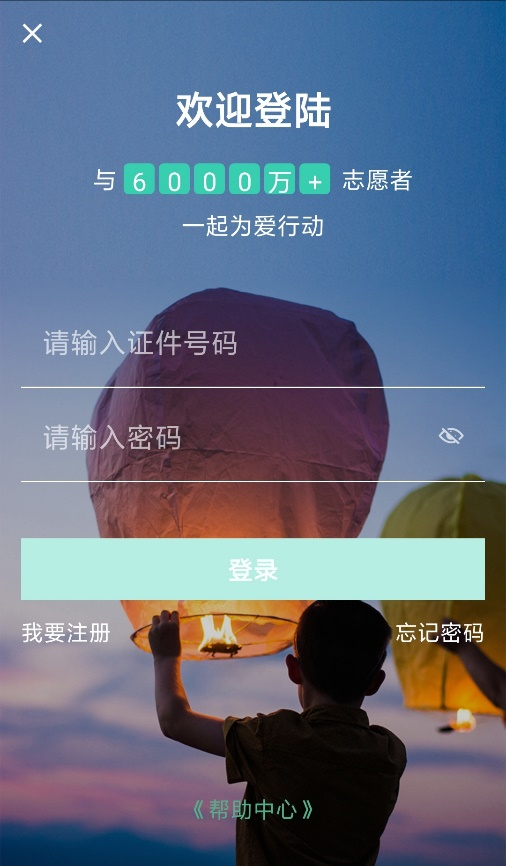 欢迎登陆
与 6000万+ 志愿者
一起为爱行动
请输入证件号码
请输入密码
登录
我要注册 忘记密码
《帮助中心》